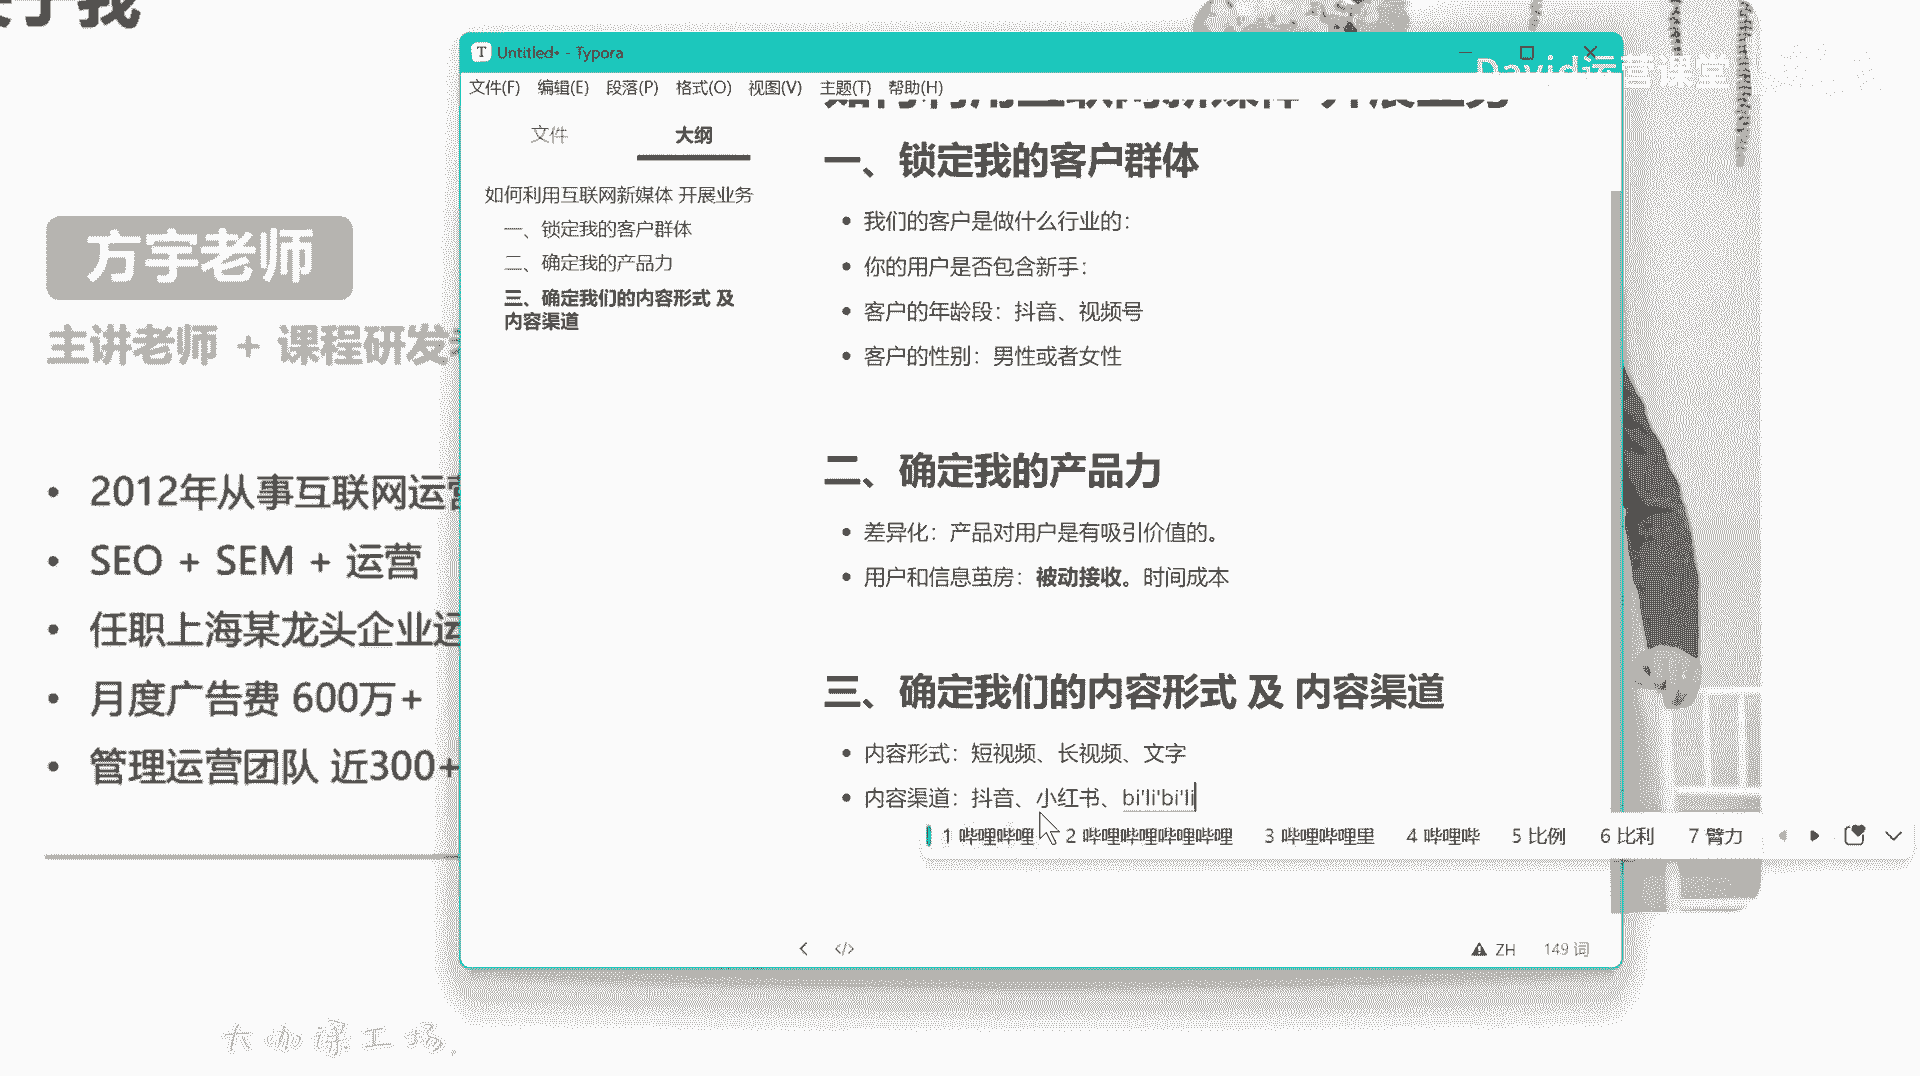 关于我
Untitled• - Typora
David运营课堂
文件(F) 编辑(E) 段落(P) 格式(O) 视图(V) 主题(T) 帮助(H)
文件 大纲
如何利用互联网新媒体 开展业务
一、锁定我的客户群体
二、确定我的产品力
三、确定我们的内容形式 及
内容渠道
如何利用互联网新媒体 开展业务
一、锁定我的客户群体
我们的客户是做什么行业的：
你的用户是否包含新手：
客户的年龄段：抖音、视频号
客户的性别：男性或者女性
二、确定我的产品力
差异化：产品对用户是有吸引价值的。
用户和信息茧房：被动接收。时间成本
三、确定我们的内容形式 及 内容渠道
内容形式：短视频、长视频、文字
内容渠道：抖音、小红书、bi'li'bi'li
1 哔哩哔哩 2 哔哩哔哩哔哩哔哩 3 哔哩哔哩里 4 哔哩哔 5 比例 6 比利 7 臂力
</> ZH 149 词
方宇老师
主讲老师 + 课程研发
• 2012年从事互联网运营
• SEO + SEM + 运营
• 任职上海某龙头企业运
• 月度广告费 600万+
• 管理运营团队 近300+
大咖课工场.